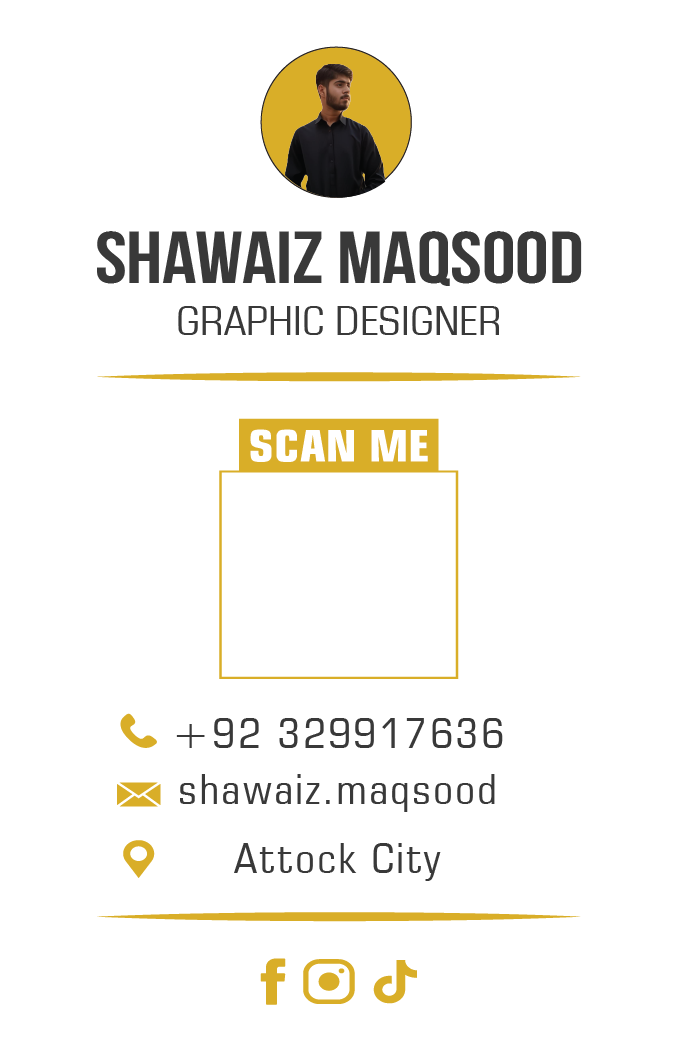 SHAWAIZ MAQSOOD
GRAPHIC DESIGNER
SCAN ME
+92 329917636
shawaiz.maqsood
Attock City